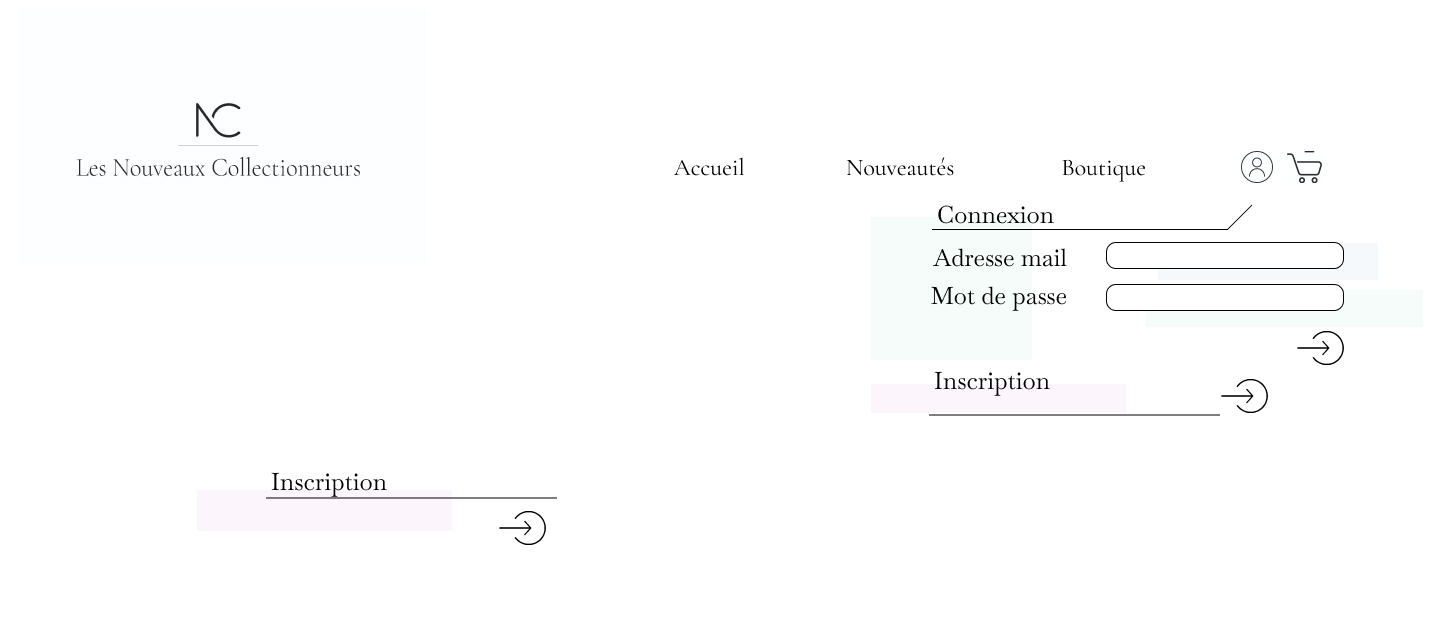 NC
Les Nouveaux Collectionneurs
Accueil
Nouveautés
Boutique
Connexion
Adresse mail
Mot de passe
Inscription
Inscription